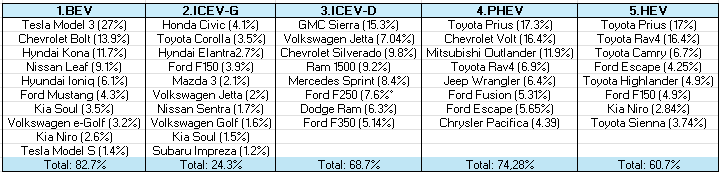 1.BEV 2.ICEV-G 3.ICEV-D 4.PHEV 5.HEV
Tesla Model 3 (27%) Honda Civic (4.1%) GMC Sierra (15.3%) Toyota Prius (17.3%) Toyota Prius (17%)
Chevrolet Bolt (13.9%) Toyota Corolla (3.5%) Volkswagen Jetta (7.04%) Chevrolet Volt (16.4%) Toyota Rav4 (16.4%)
Hyndai Kona (11.7%) Hyundai Elantra2.7%) Chevrolet Silverado (9.8%) Mitsubishi Outlander (11.9%) Toyota Camry (6.7%)
Nissan Leaf (9.1%) Ford F150 (3.9%) Ram 1500 (9.2%) Toyota Rav4 (6.9%) Ford Escape (4.25%)
Hyundai Ioniq (6.1%) Mazda 3 (2.1%) Mercedes Sprint (8.4%) Jeep Wrangler (6.4%) Toyota Highlander (4.9%)
Ford Mustang (4.3%) Volkswagen Jetta (2%) Ford F250 (7.6%" Ford Fusion (5.31%) Ford F150 (4.9%)
Kia Soul (3.5%) Nissan Sentra (1.7%) Dodge Ram (6.3%) Ford Escape (5.65%) Kia Niro (2.84%)
Volkswagen e-Golf (3.2%) Volkswagen Golf (1.6%) Ford F350 (5.14%) Chrysler Pacifica (4.39) Toyota Sienna (3.74%)
Kia Niro (2.6%) Kia Soul (1.5%)
Tesla Model S (1.4%) Subaru Impreza (1.2%)
Total: 82.7% Total: 24.3% Total: 68.7% Total: 74,28% Total: 60.7%